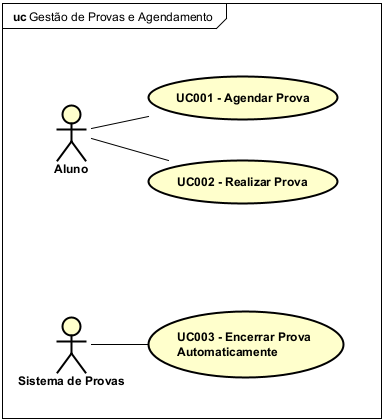 uc Gestão de Provas e Agendamento
UC001 - Agendar Prova
Aluno
UC002 - Realizar Prova
UC003 - Encerrar Prova
Automaticamente
Sistema de Provas